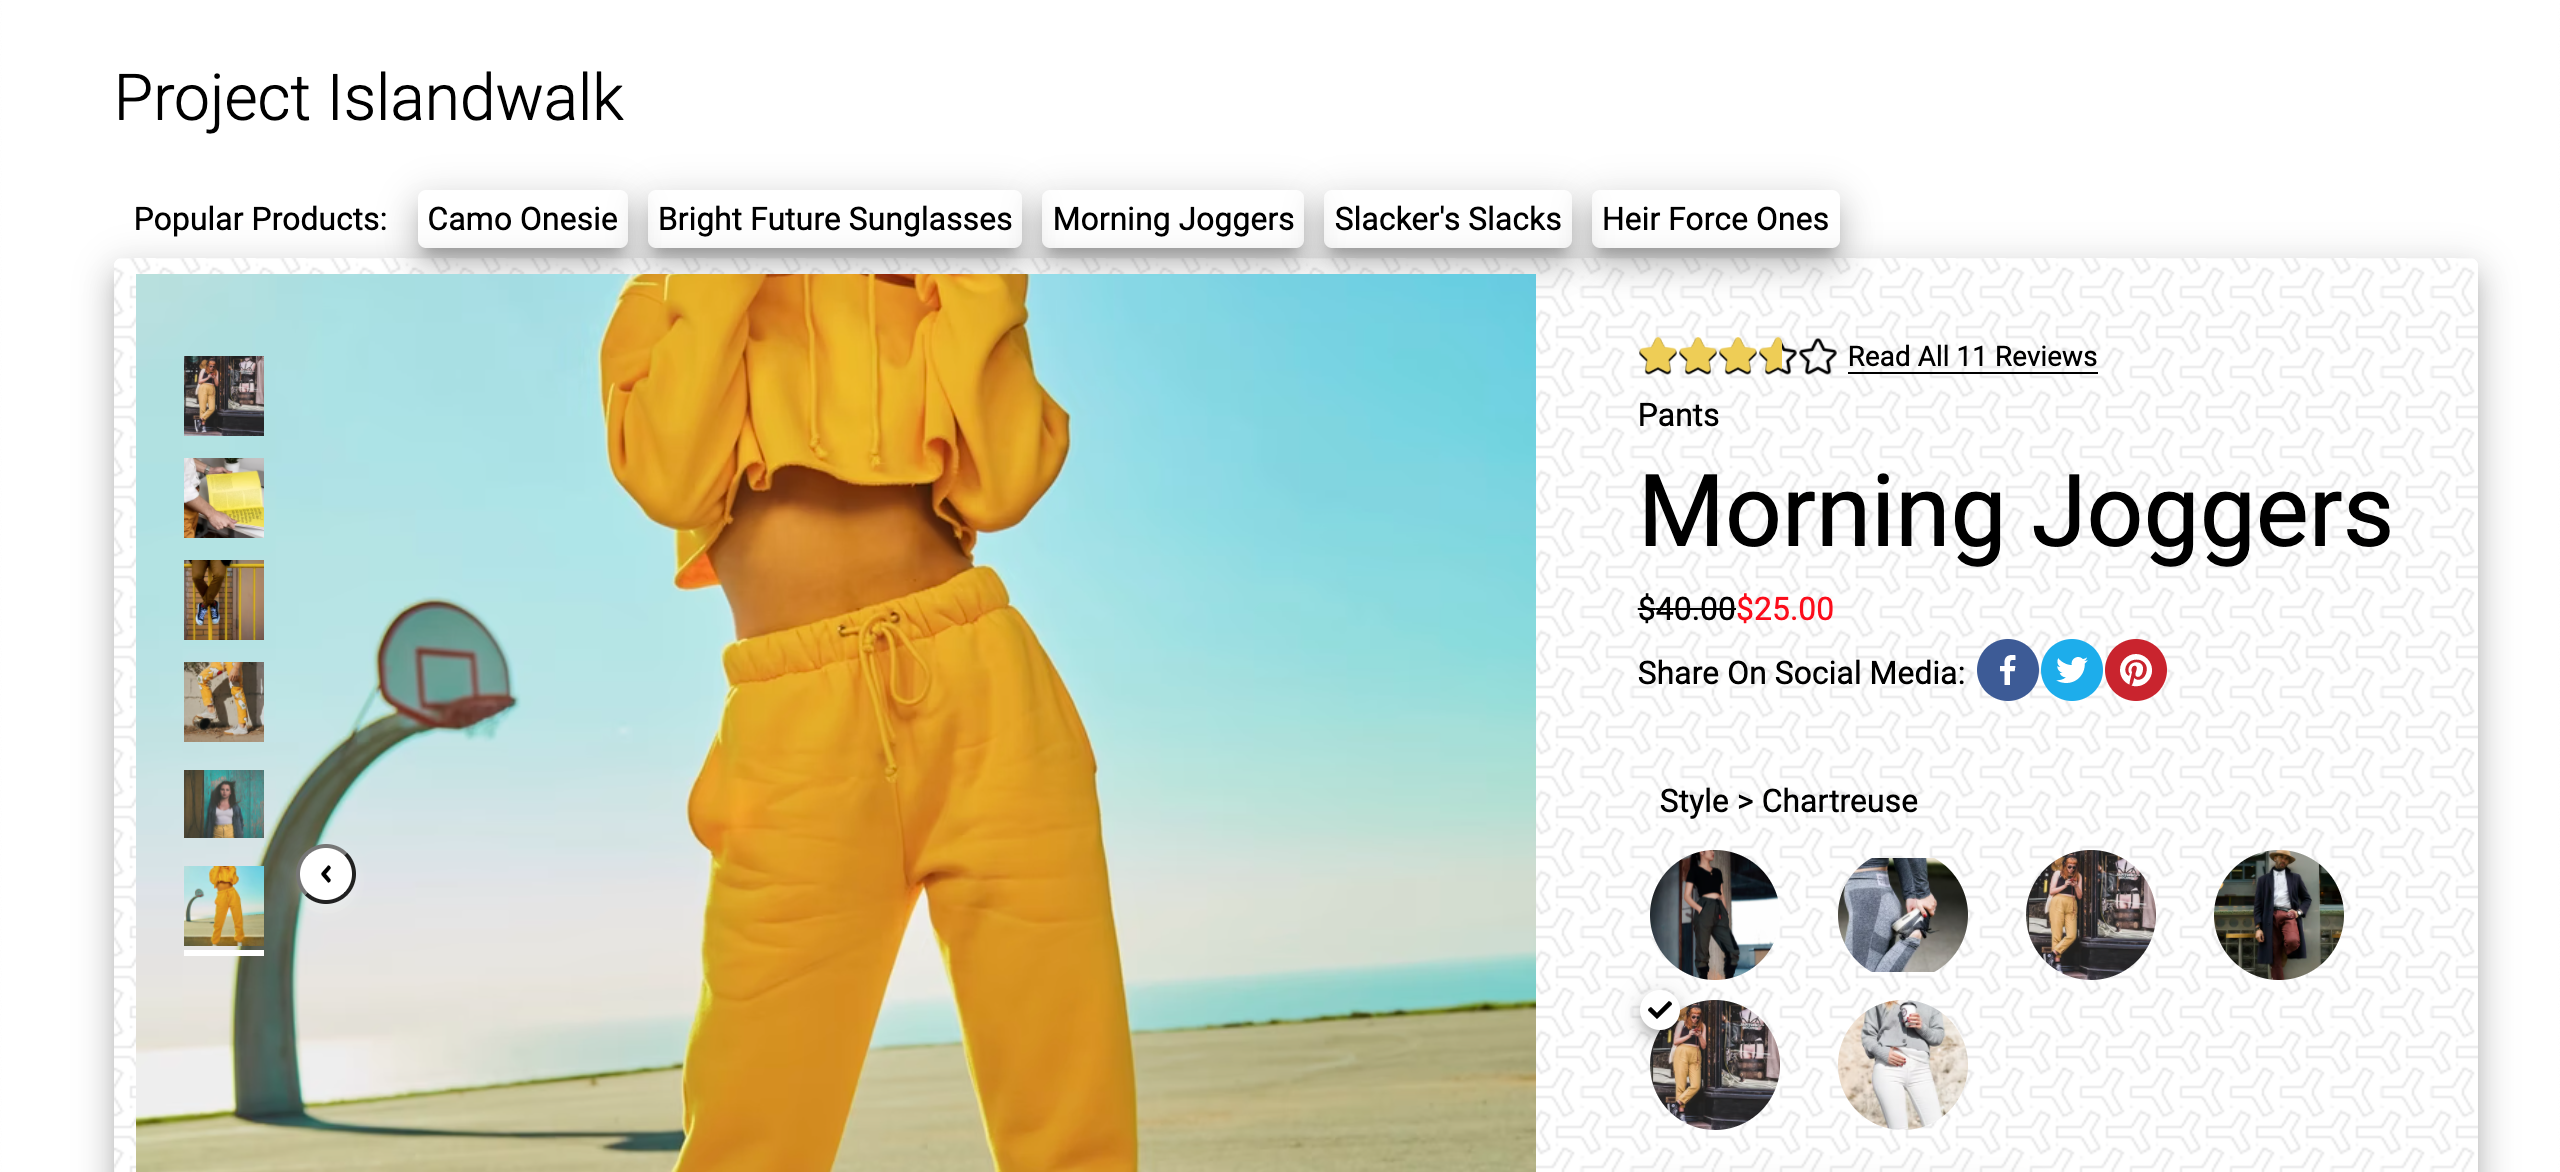 Project Islandwalk
Popular Products: Camo Onesie Bright Future Sunglasses Morning Joggers Slacker's Slacks Heir Force Ones
Read All 11 Reviews
Pants
Morning Joggers
$40.00$25.00
Share On Social Media:
Style > Chartreuse